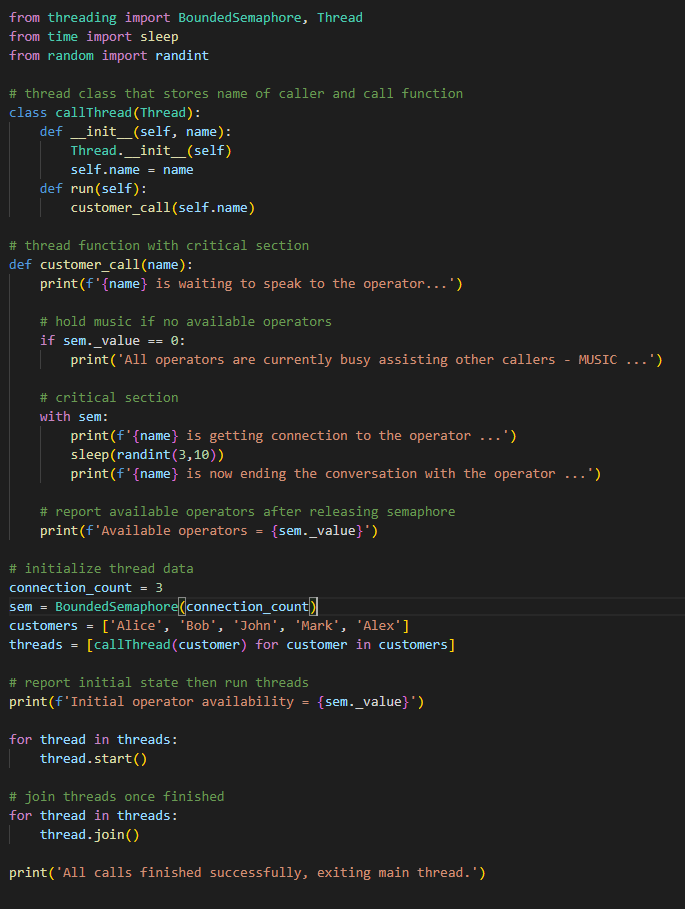 from threading import BoundedSemaphore, Thread
from time import sleep
from random import randint

# thread class that stores name of caller and call function
class callThread(Thread):
    def __init__(self, name):
        Thread.__init__(self)
        self.name = name
    def run(self):
        customer_call(self.name)

# thread function with critical section
def customer_call(name):
    print(f'{name} is waiting to speak to the operator...')

    # hold music if no available operators
    if sem._value == 0:
        print('All operators are currently busy assisting other callers - MUSIC ...')

    # critical section
    with sem:
        print(f'{name} is getting connection to the operator ...')
        sleep(randint(3,10))
        print(f'{name} is now ending the conversation with the operator ...')

    # report available operators after releasing semaphore
    print(f'Available operators = {sem._value}')

# initialize thread data
connection_count = 3
sem = BoundedSemaphore(connection_count)
customers = ['Alice', 'Bob', 'John', 'Mark', 'Alex']
threads = [callThread(customer) for customer in customers]

# report initial state then run threads
print(f'Initial operator availability = {sem._value}')

for thread in threads:
    thread.start()

# join threads once finished
for thread in threads:
    thread.join()

print('All calls finished successfully, exiting main thread.')